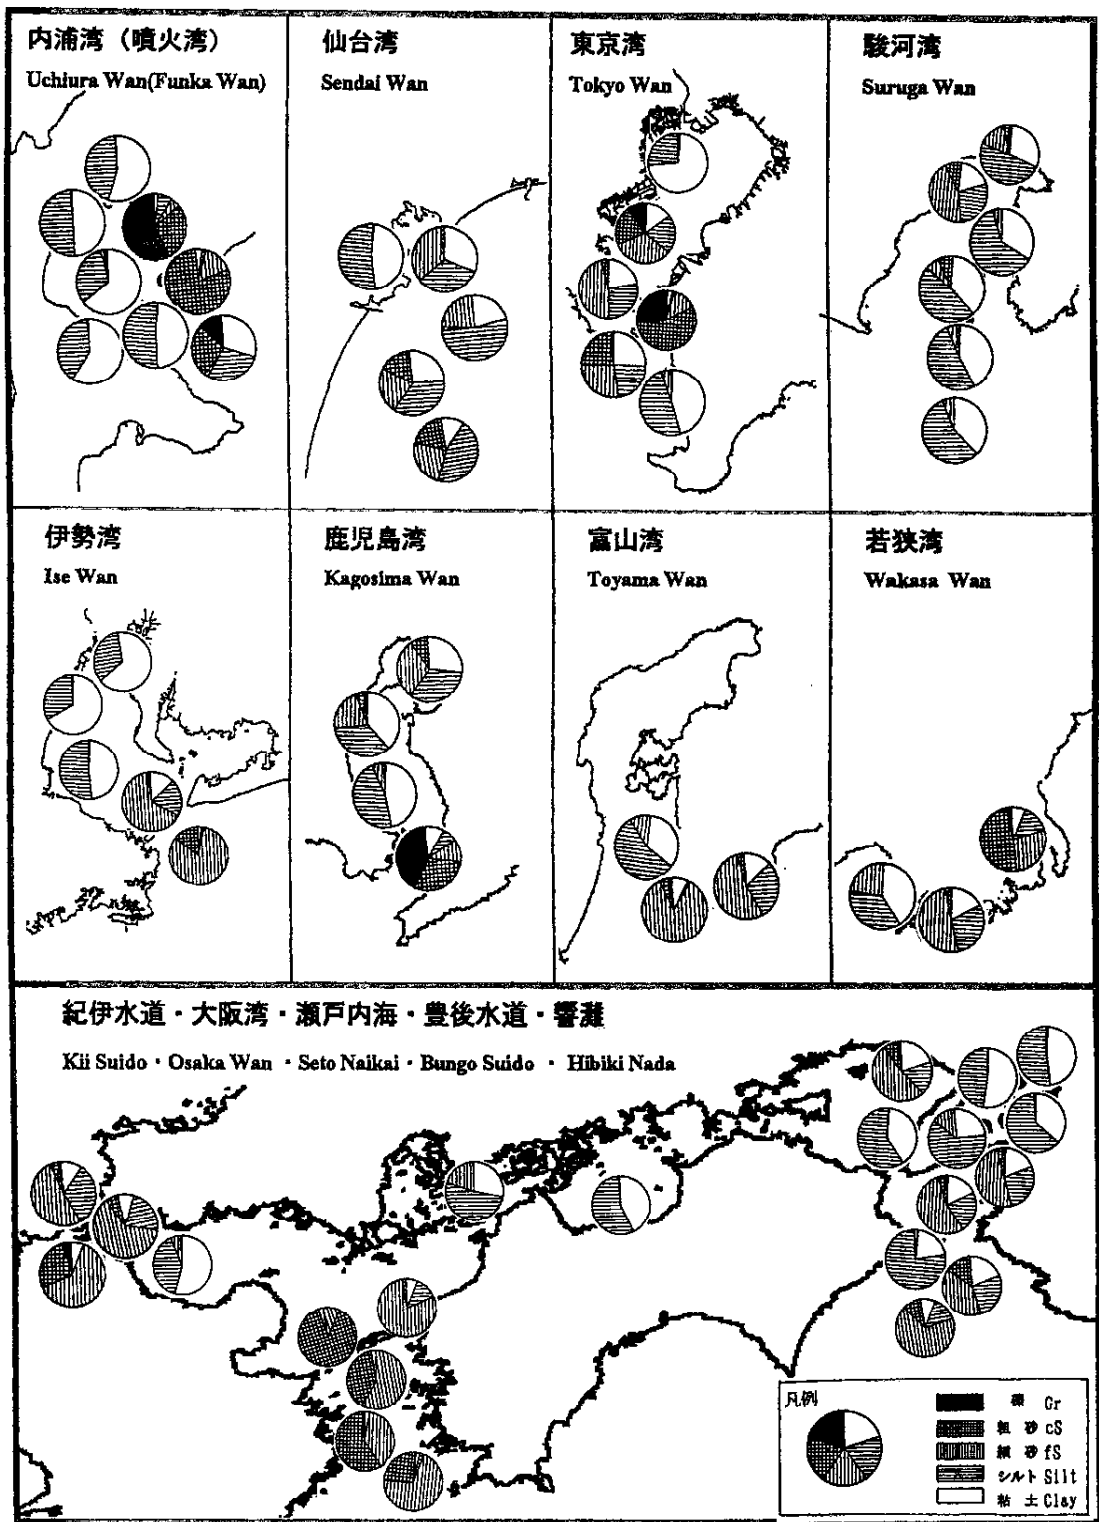 内浦湾（噴火湾）
Uchiura Wan(Funka Wan)
仙台湾
Sendai Wan
東京湾
Tokyo Wan
駿河湾
Suruga Wan
伊勢湾
Ise Wan
鹿児島湾
Kagosima Wan
富山湾
Toyama Wan
若狭湾
Wakasa Wan
紀伊水道・大阪湾・瀬戸内海・豊後水道・響灘
Kii Suido・Osaka Wan ・Seto Naikai・Bungo Suido ・ Hibiki Nada
凡例
礫 Gr
粗砂 cS
細砂 fS
シルト Silt
粘土 Clay